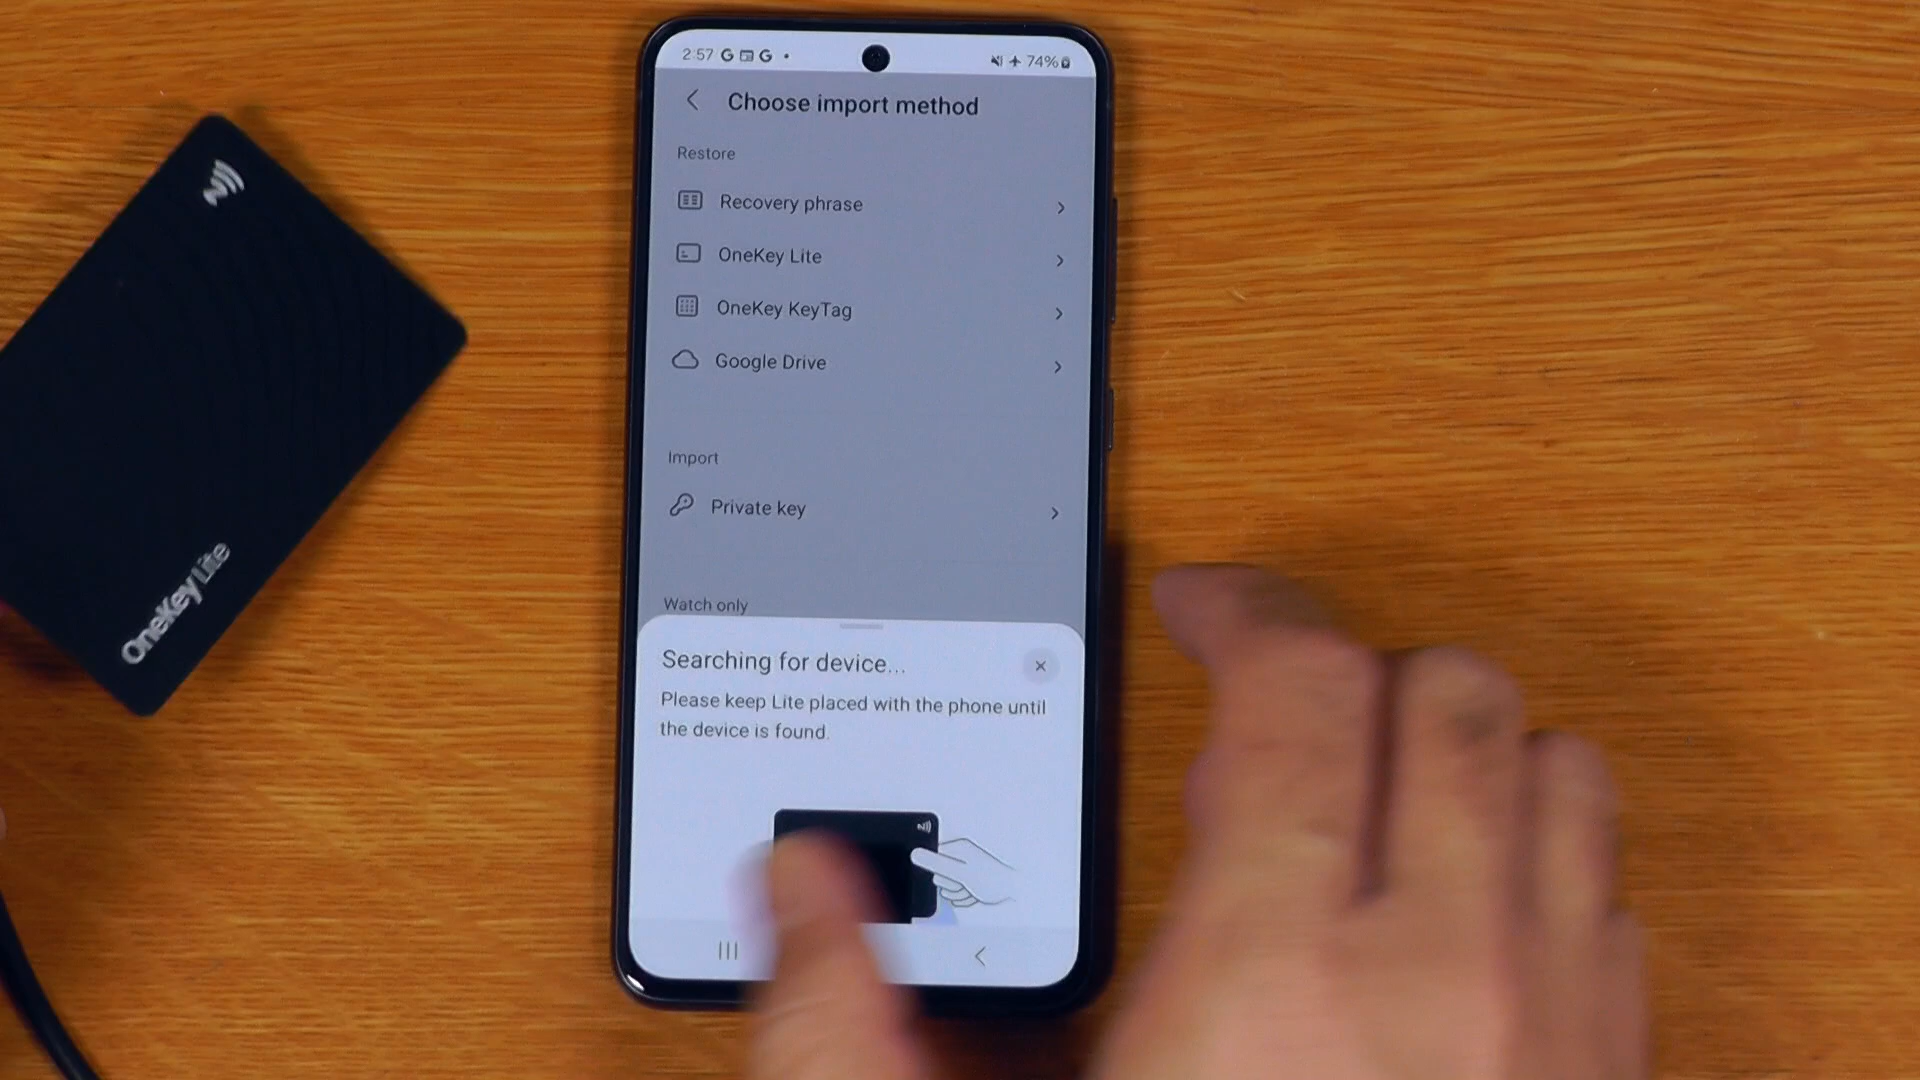 2:57
74%
Choose import method
Restore
Recovery phrase
OneKey Lite
OneKey KeyTag
Google Drive
Import
Private key
Watch only
Searching for device...
Please keep Lite placed with the phone until
the device is found.
OneKey Lite